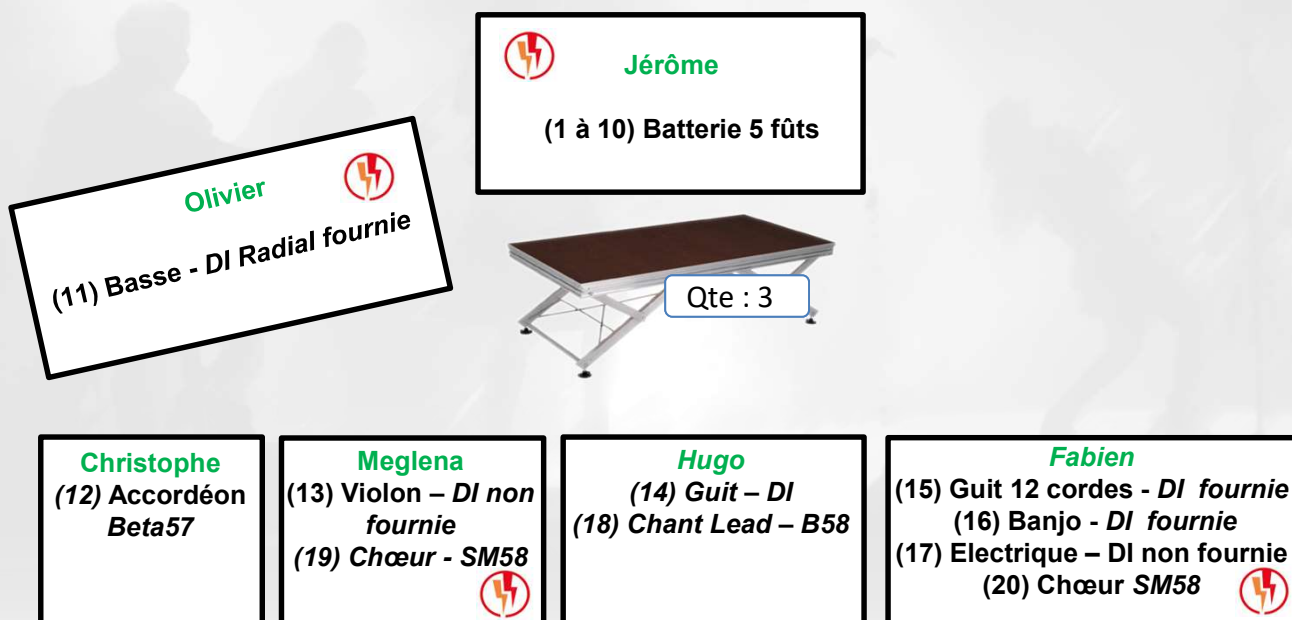 Jérôme
(1 à 10) Batterie 5 fûts
Olivier
(11) Basse - DI Radial fournie
Qte : 3
Christophe
(12) Accordéon
Beta57
Meglena
(13) Violon – DI non
fournie
(19) Chœur - SM58
Hugo
(14) Guit – DI
(18) Chant Lead – B58
Fabien
(15) Guit 12 cordes - DI fournie
(16) Banjo - DI fournie
(17) Electrique – DI non fournie
(20) Chœur SM58